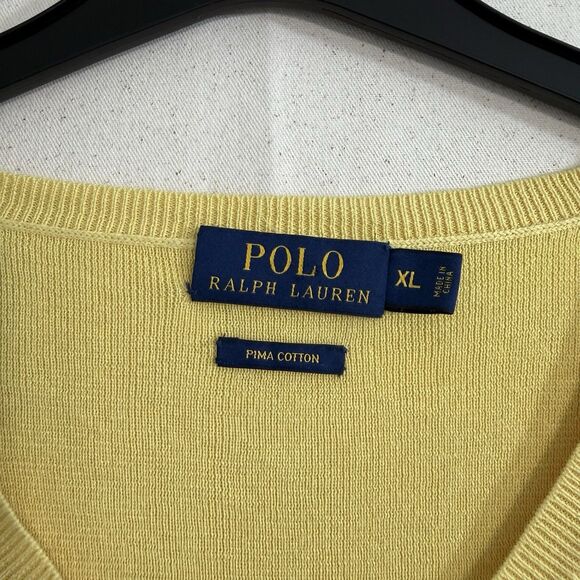 POLO
RALPH LAUREN
XL
MADE IN
CHINA
PIMA COTTON